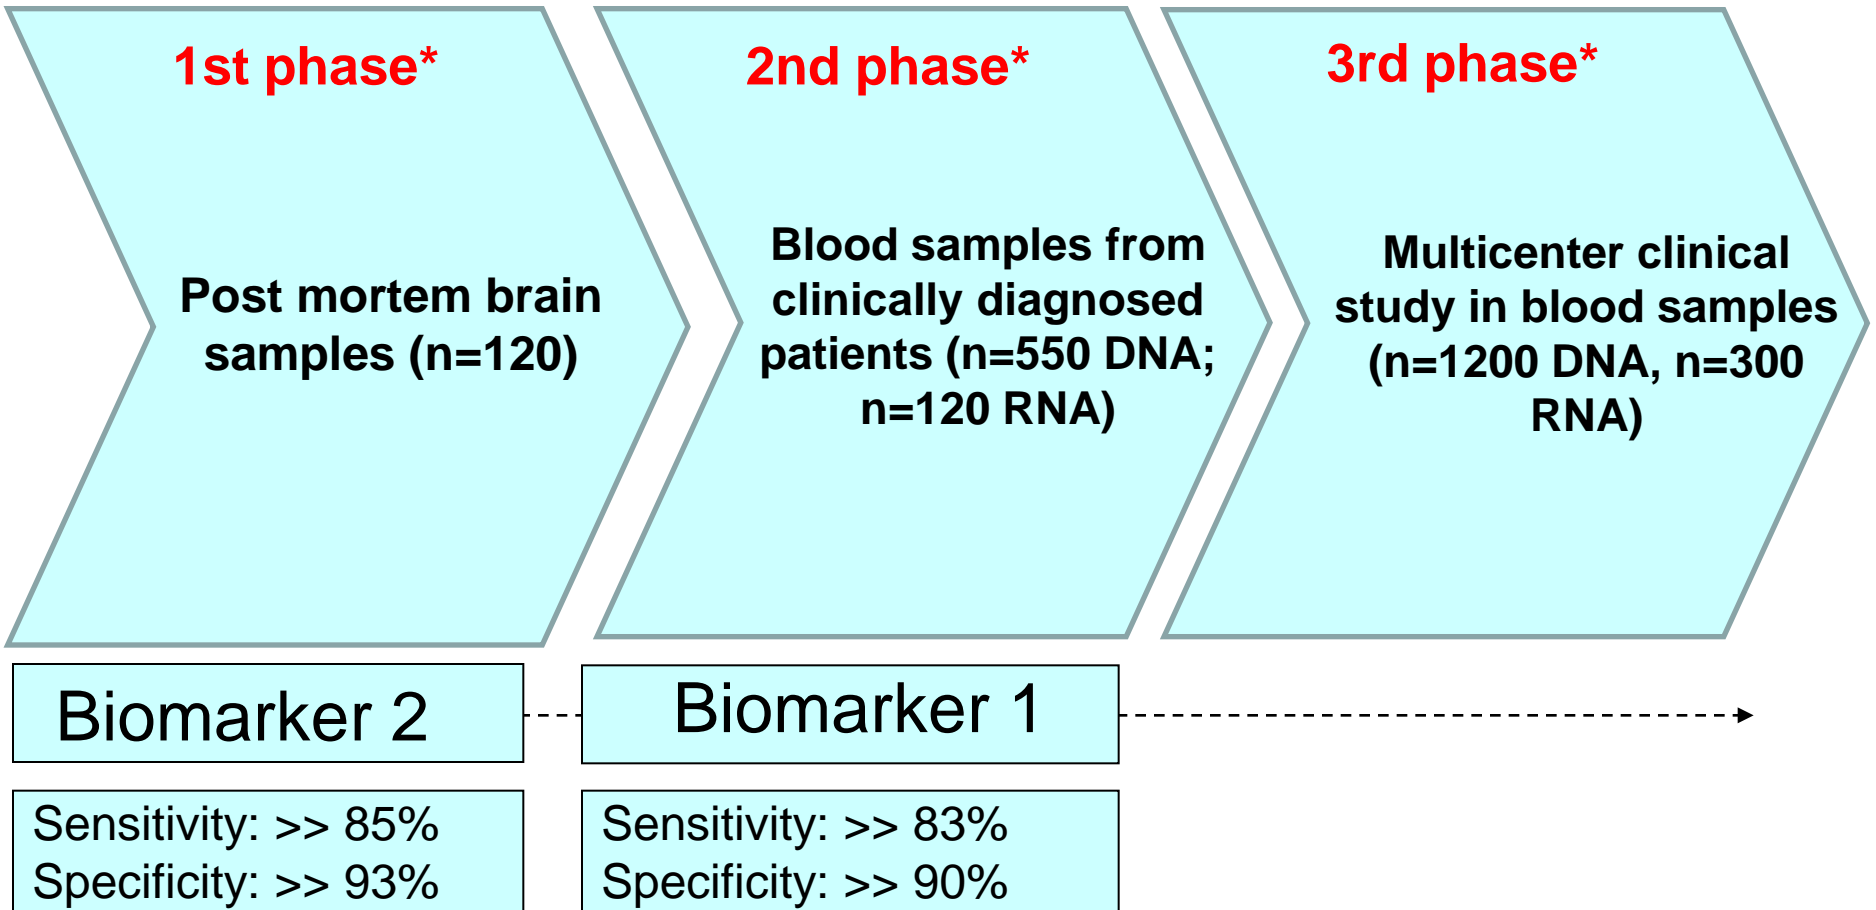 1st phase*
Post mortem brain
samples (n=120)
2nd phase*
Blood samples from
clinically diagnosed
patients (n=550 DNA;
n=120 RNA)
3rd phase*
Multicenter clinical
study in blood samples
(n=1200 DNA, n=300
RNA)
Biomarker 2
Sensitivity: >> 85%
Specificity: >> 93%
Biomarker 1
Sensitivity: >> 83%
Specificity: >> 90%